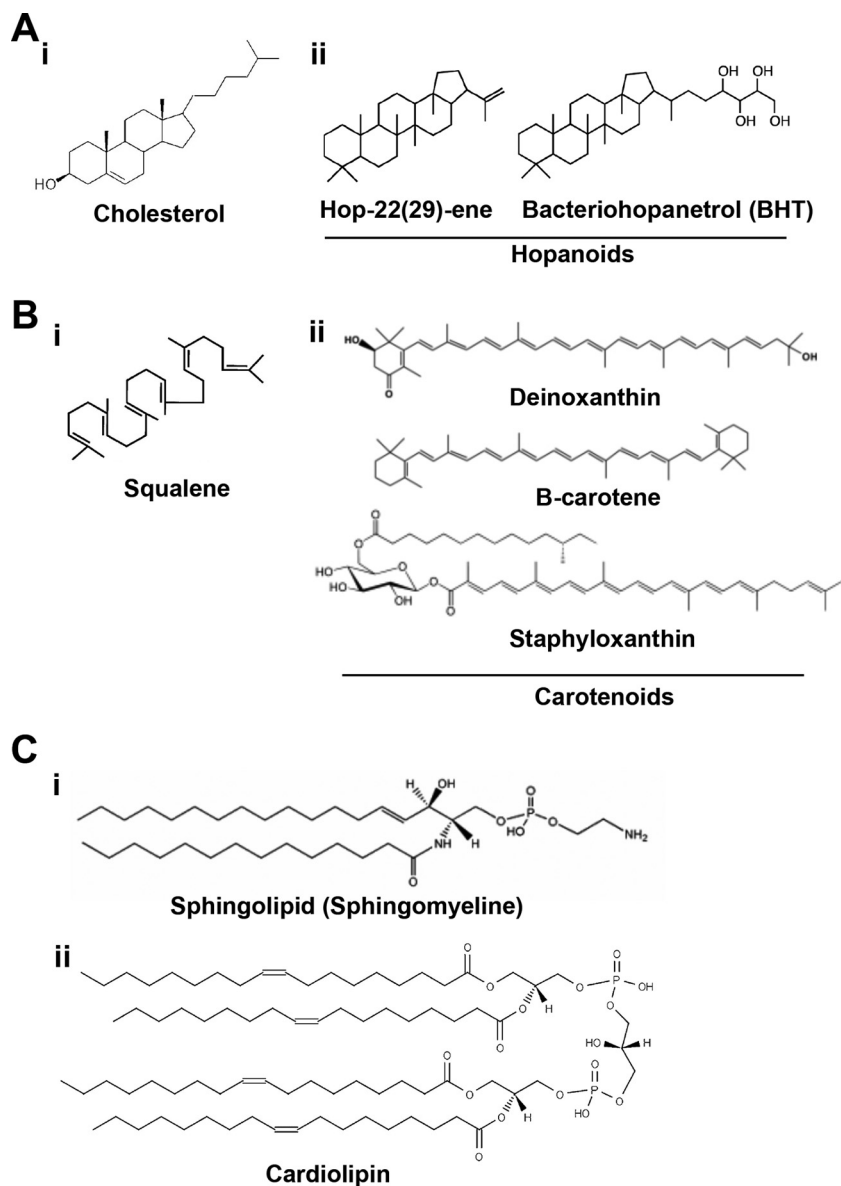 A
i
ii
HO
OH
OH
OH
OH
Cholesterol
Hop-22(29)-ene
Bacteriohopanetrol (BHT)
Hopanoids
B
i
ii
HO
O
OH
Deinoxanthin
Squalene
B-carotene
O
O
O
HO
HO
OH
O
O
Staphyloxanthin
Carotenoids
C
i
H
OH
O
O
P
HO
O
NH2
NH
H
O
Sphingolipid (Sphingomyeline)
ii
O
O
O
O
P
OH
O
H
O
O
HO
H
O
O
O
O
P
HO
O
O
H
O
Cardiolipin